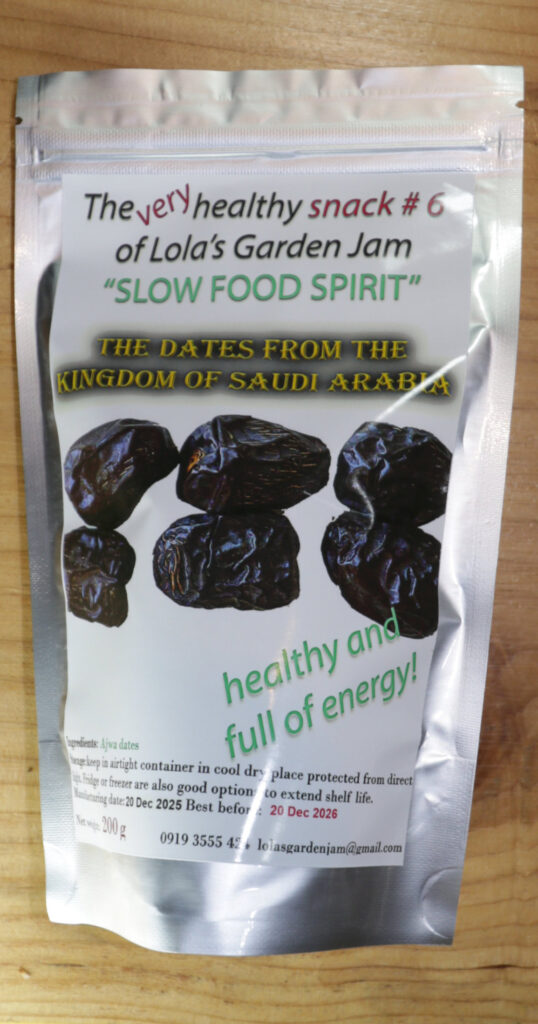 The very healthy snack # 6
of Lola's Garden Jam
"SLOW FOOD SPIRIT"
THE DATES FROM THE
KINGDOM OF SAUDI ARABIA
healthy and
full of energy!
Ingredients: Ajwa dates
keep in airtight container in cool dry place protected from direct
Fridge or freezer are also good options to extend shelf life.
Manufacturing date: 20 Dec 2025 Best before: 20 Dec 2026
Net 200 g
0919 3555 lolasgardenjam@gmail.com